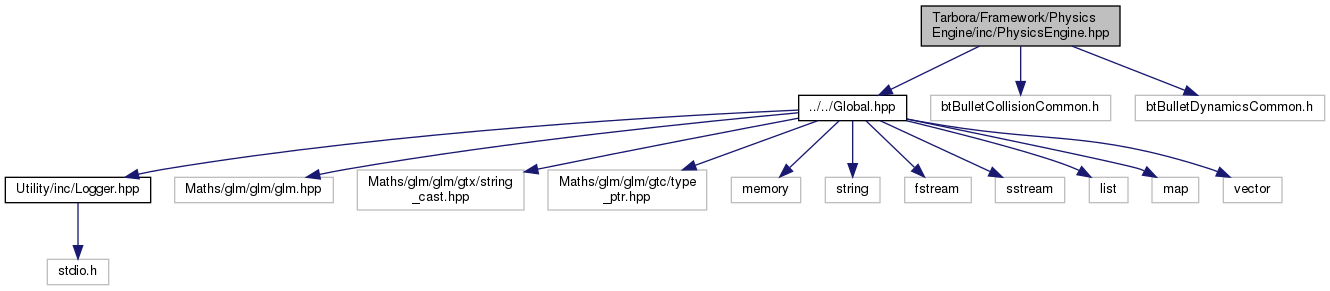 Tarbora/Framework/Physics
Engine/inc/PhysicsEngine.hpp
../../Global.hpp
btBulletCollisionCommon.h
btBulletDynamicsCommon.h
Utility/inc/Logger.hpp
Maths/glm/glm/glm.hpp
Maths/glm/glm/gtx/string
_cast.hpp
Maths/glm/glm/gtc/type
_ptr.hpp
memory
string
fstream
sstream
list
map
vector
stdio.h